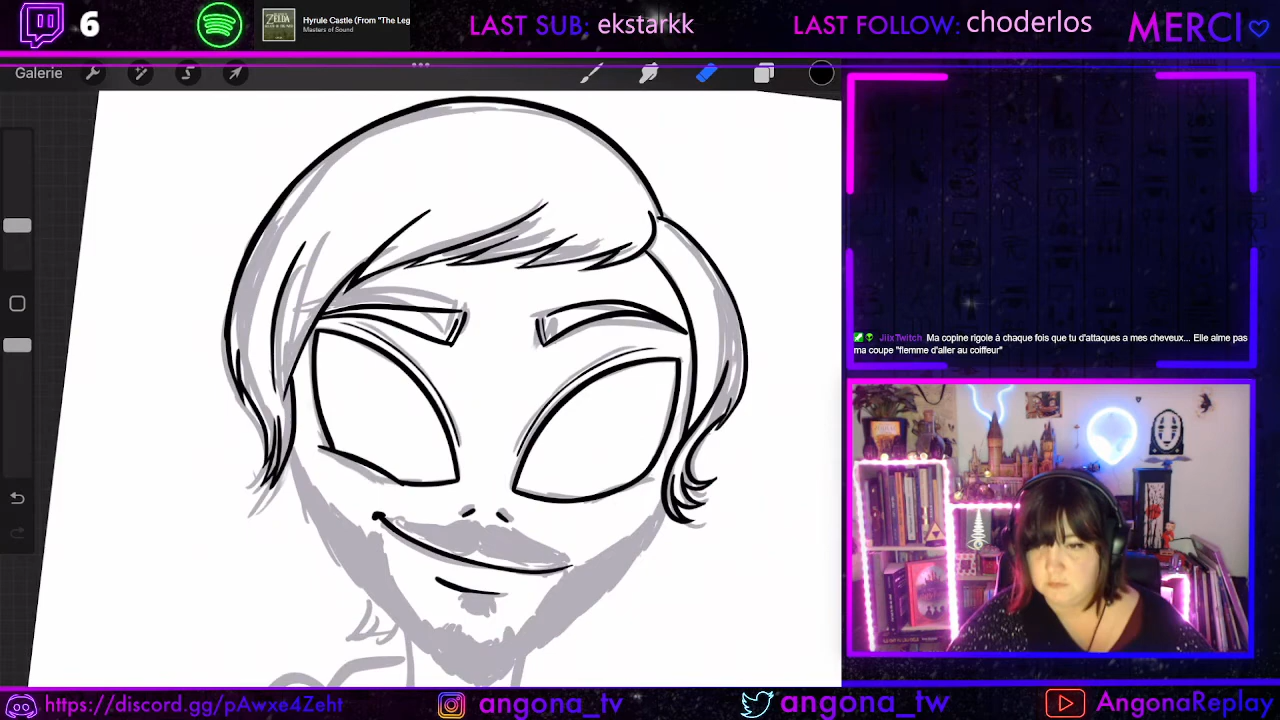 6
Hyrule Castle (From "The Leg
Masters of Sound
LAST SUB: ekstarkk
LAST FOLLOW: choderlos
MERCI
Galerie
JiixTwitch Ma copine rigole à chaque fois que tu d'attaques a mes cheveux... Elle aime pas
ma coupe "flemme d'aller au coiffeur"
https://discord.gg/pAwxe4Zeht
angona_tv
angona_tw
AngonaReplay